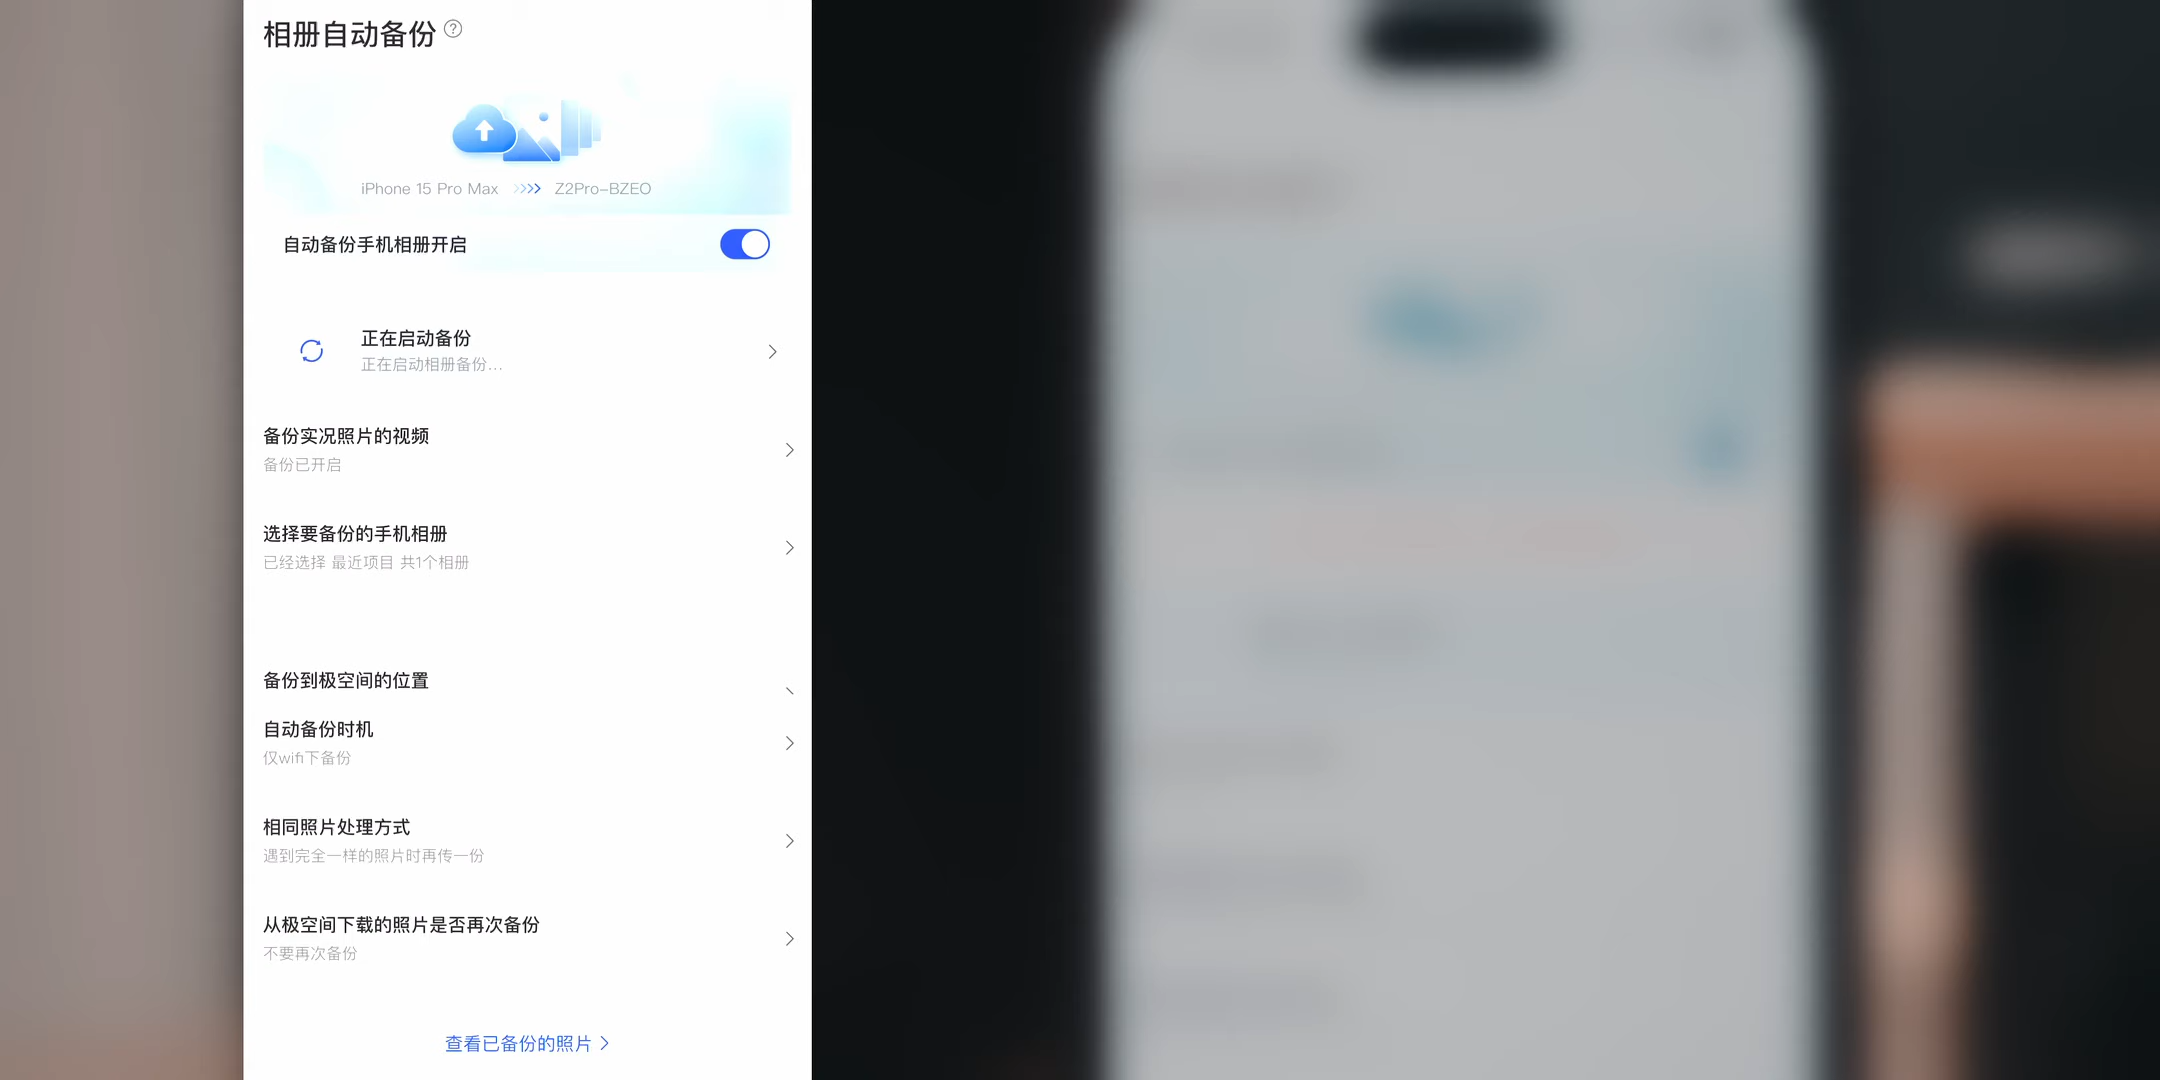 相册自动备份
iPhone 15 Pro Max >>>> Z2Pro-BZEO
自动备份手机相册开启
正在启动备份
正在启动相册备份...
备份实况照片的视频
备份已开启
选择要备份的手机相册
已经选择 最近项目 共1个相册
备份到极空间的位置
自动备份时机
仅wifi下备份
相同照片处理方式
遇到完全一样的照片时再传一份
从极空间下载的照片是否再次备份
不要再次备份
查看已备份的照片